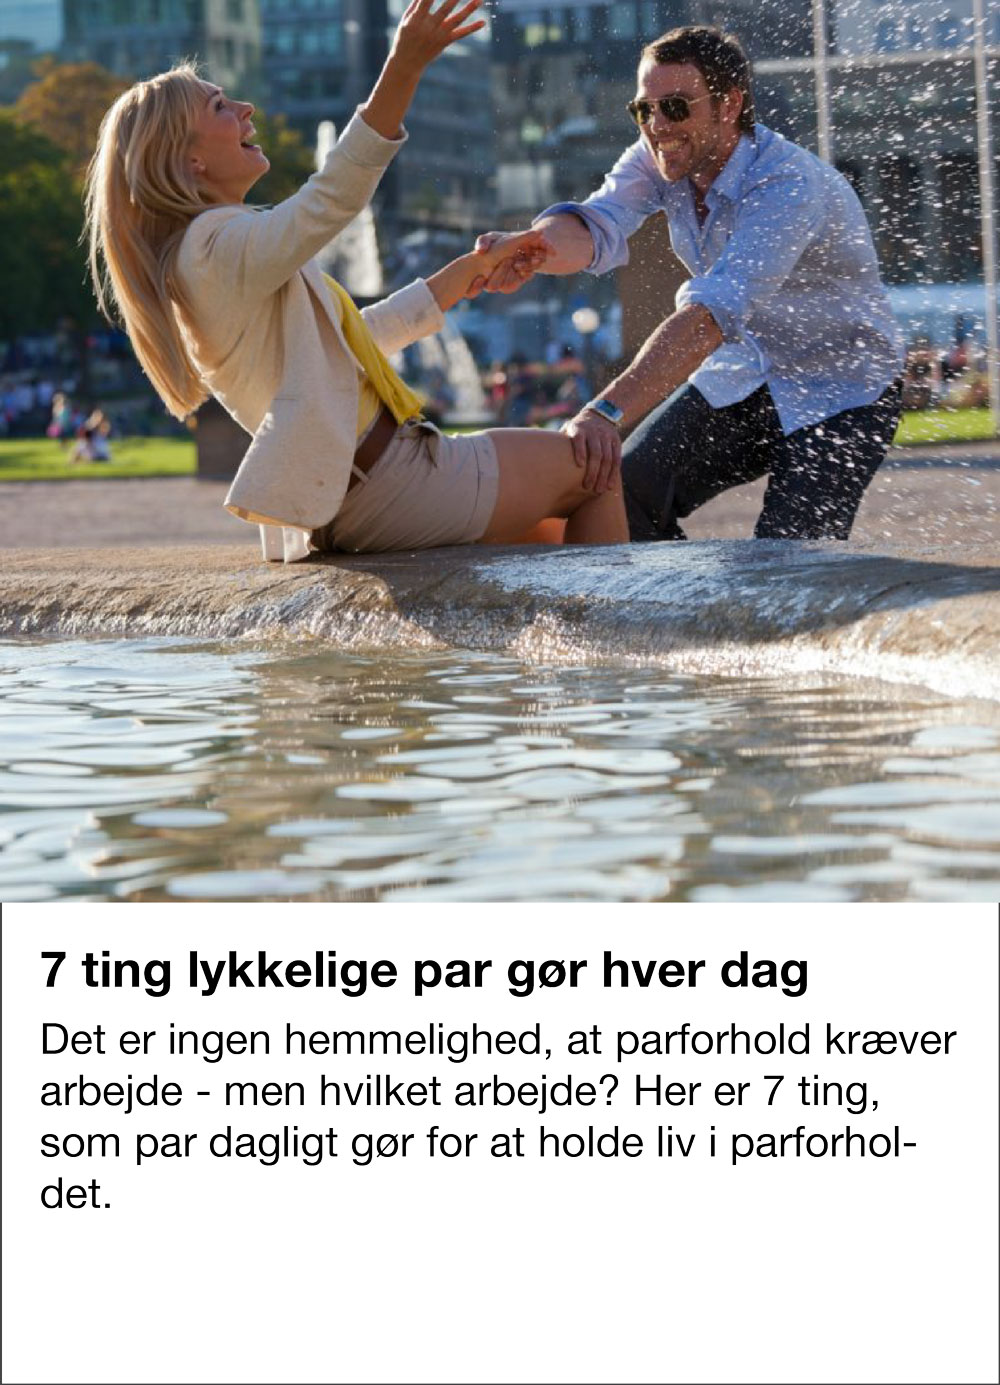 7 ting lykkelige par gør hver dag
Det er ingen hemmelighed, at parforhold kræver
arbejde - men hvilket arbejde? Her er 7 ting,
som par dagligt gør for at holde liv i parforhol-
det.